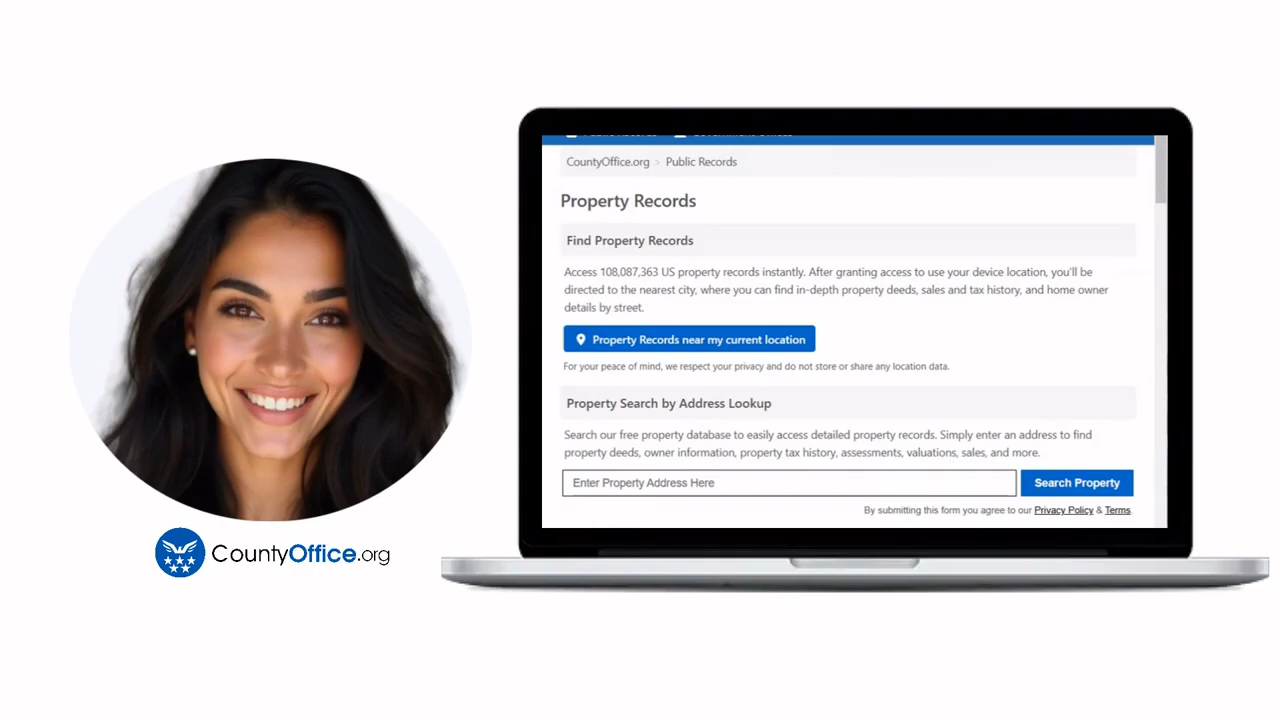 CountyOffice.org
Public Records Government Offices
CountyOffice.org > Public Records
Property Records
Find Property Records
Access 108,087,363 US property records instantly. After granting access to use your device location, you'll be
directed to the nearest city, where you can find in-depth property deeds, sales and tax history, and home owner
details by street.
Property Records near my current location
For your peace of mind, we respect your privacy and do not store or share any location data.
Property Search by Address Lookup
Search our free property database to easily access detailed property records. Simply enter an address to find
property deeds, owner information, property tax history, assessments, valuations, sales, and more.
Enter Property Address Here
Search Property
By submitting this form you agree to our Privacy Policy & Terms.